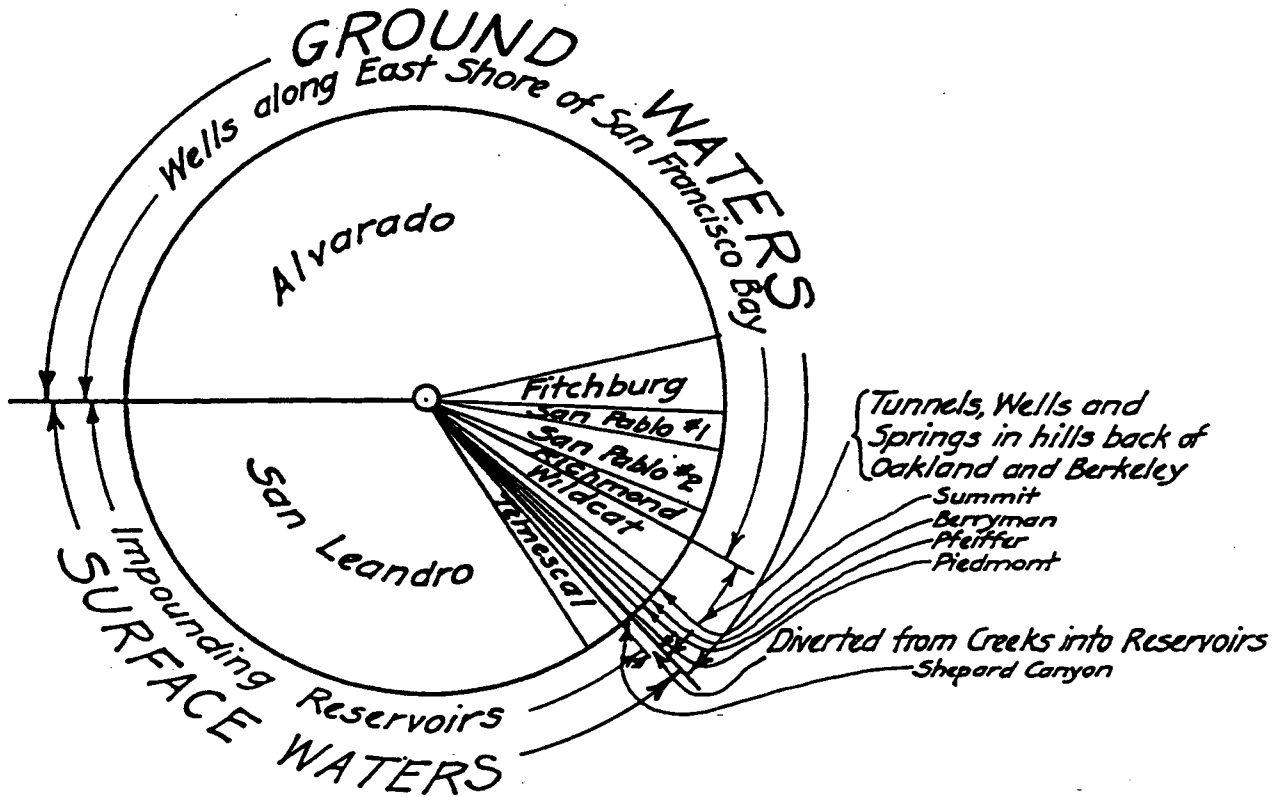 GROUND WATERS
Wells along East Shore of San Francisco Bay
Alvarado
Fitchburg
San Pablo #1
San Pablo #2
Richmond
Wildcat
Temescal
San Leandro
Impounding Reservoirs
SURFACE WATERS
Tunnels, Wells and
Springs in hills back of
Oakland and Berkeley
Summit
Berryman
Pfeiffer
Piedmont
Diverted from Creeks into Reservoirs
Shepard Canyon